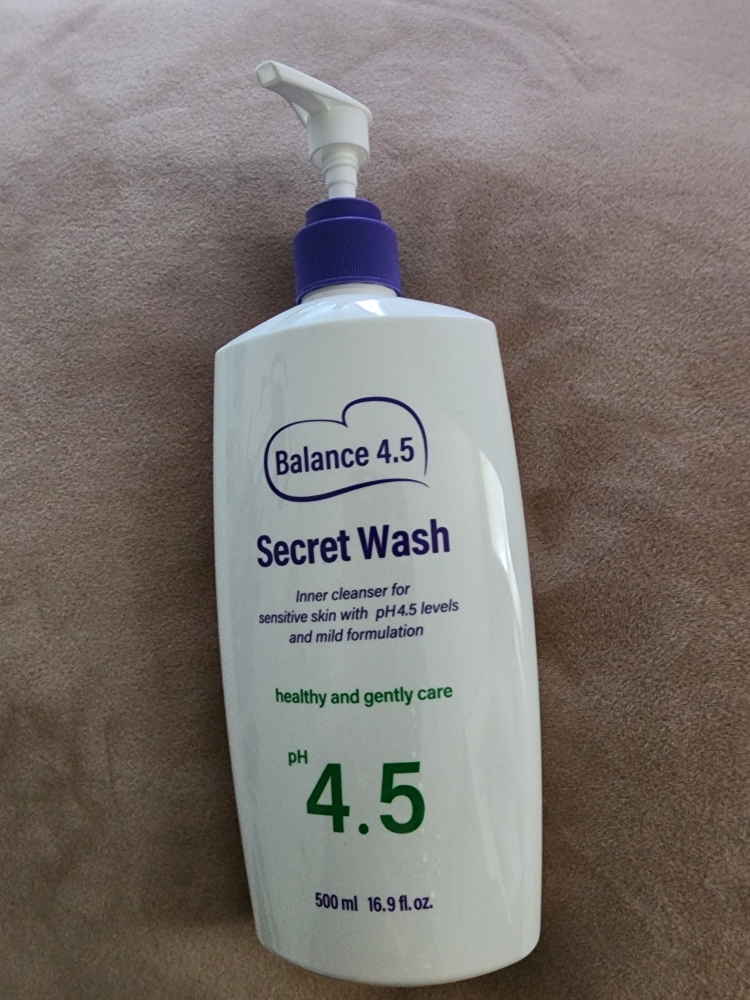 Balance 4.5
Secret Wash
Inner cleanser for
sensitive skin with pH4.5 levels
and mild formulation
healthy and gently care
pH
4.5
500 ml 16.9 fl. oz.